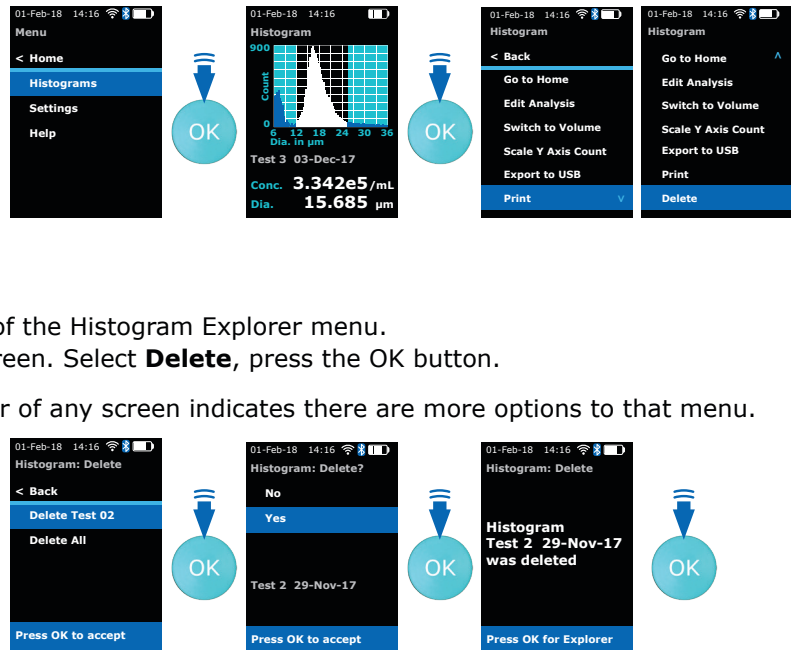 01-Feb-18 14:16
Menu
< Home
Histograms
Settings
Help
OK
01-Feb-18 14:16
Histogram
900
Count
0
6 12 18 24 30 36
Dia. in µm
Test 3 03-Dec-17
Conc. 3.342e5 /mL
Dia. 15.685 µm
OK
01-Feb-18 14:16
Histogram
< Back
Go to Home
Edit Analysis
Switch to Volume
Scale Y Axis Count
Export to USB
Print v
01-Feb-18 14:16
Histogram
Go to Home ^
Edit Analysis
Switch to Volume
Scale Y Axis Count
Export to USB
Print
Delete
of the Histogram Explorer menu.
reen. Select Delete, press the OK button.
r of any screen indicates there are more options to that menu.
01-Feb-18 14:16
Histogram: Delete
< Back
Delete Test 02
Delete All
Press OK to accept
OK
01-Feb-18 14:16
Histogram: Delete?
No
Yes
Test 2 29-Nov-17
Press OK to accept
OK
01-Feb-18 14:16
Histogram: Delete
Histogram
Test 2 29-Nov-17
was deleted
Press OK for Explorer
OK